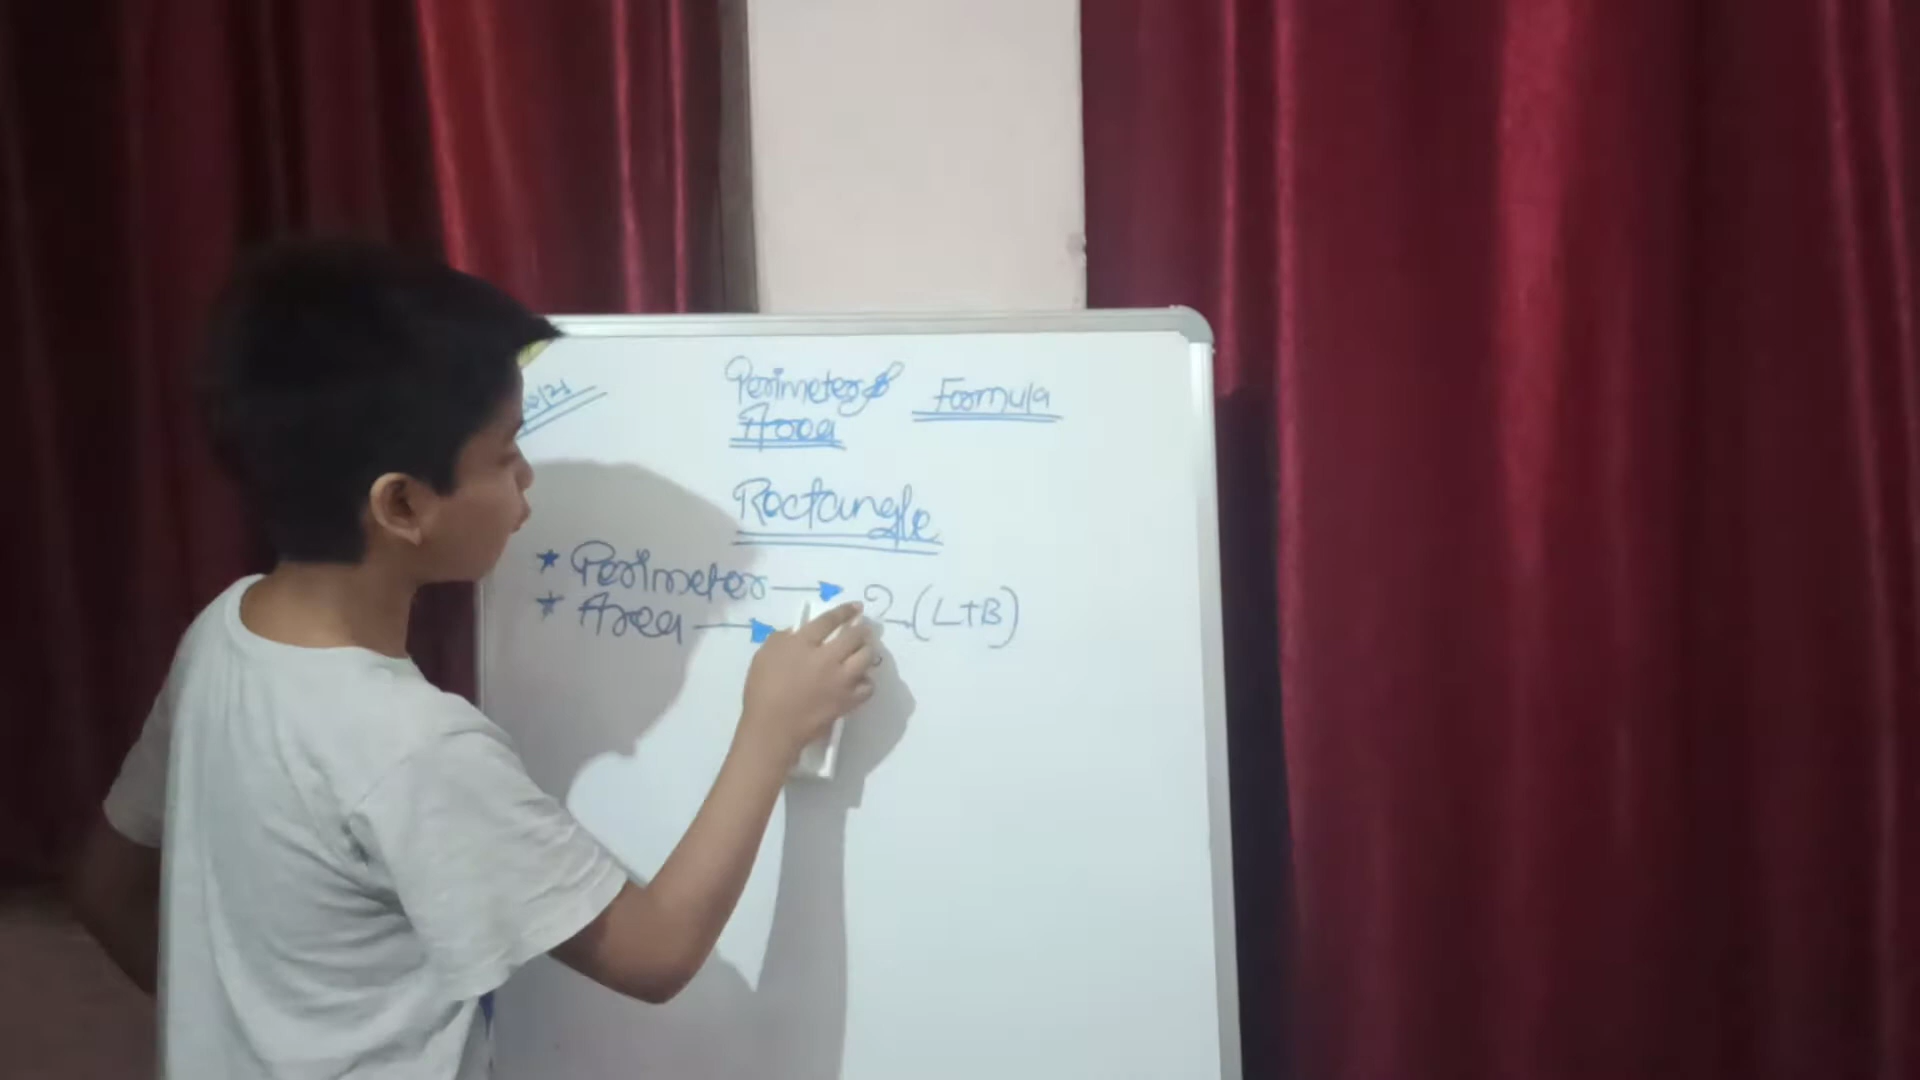 Perimeter &
Area
Formula
Rectangle
* Perimeter → 2 (L+B)
* Area →